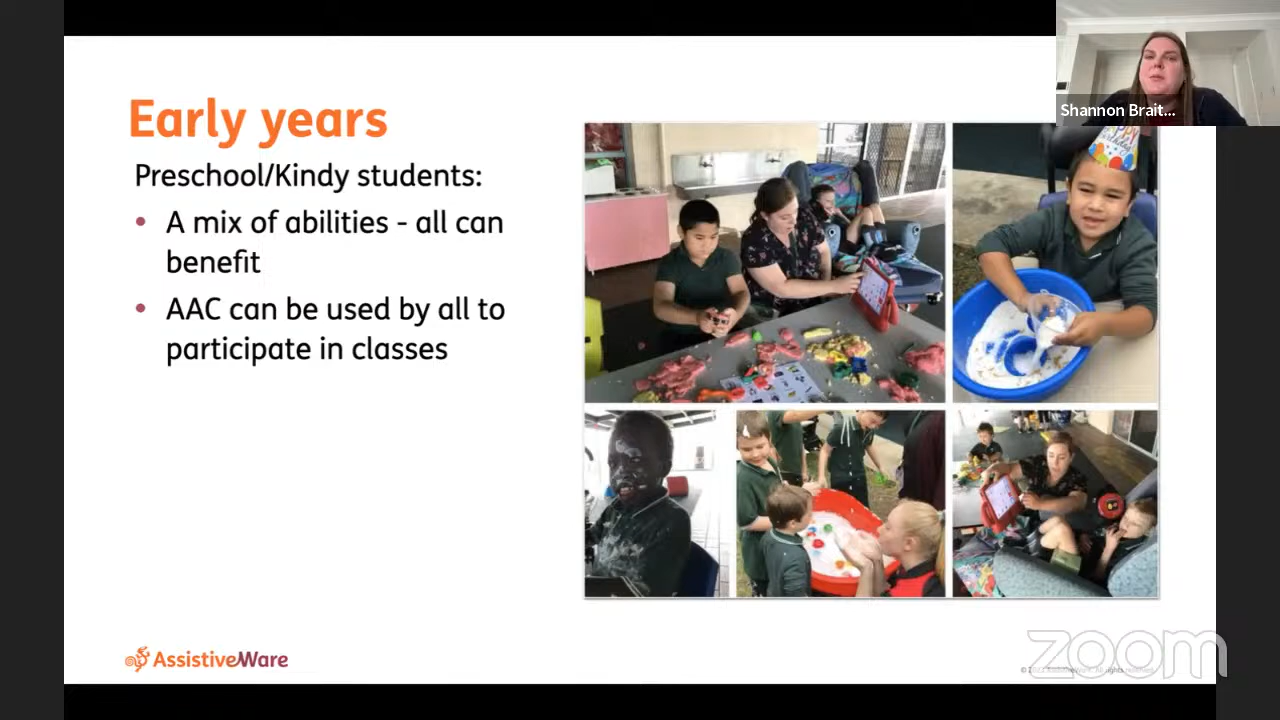 Early years
Preschool/Kindy students:
• A mix of abilities - all can
benefit
• AAC can be used by all to
participate in classes
Shannon Brait...
AssistiveWare
zoom